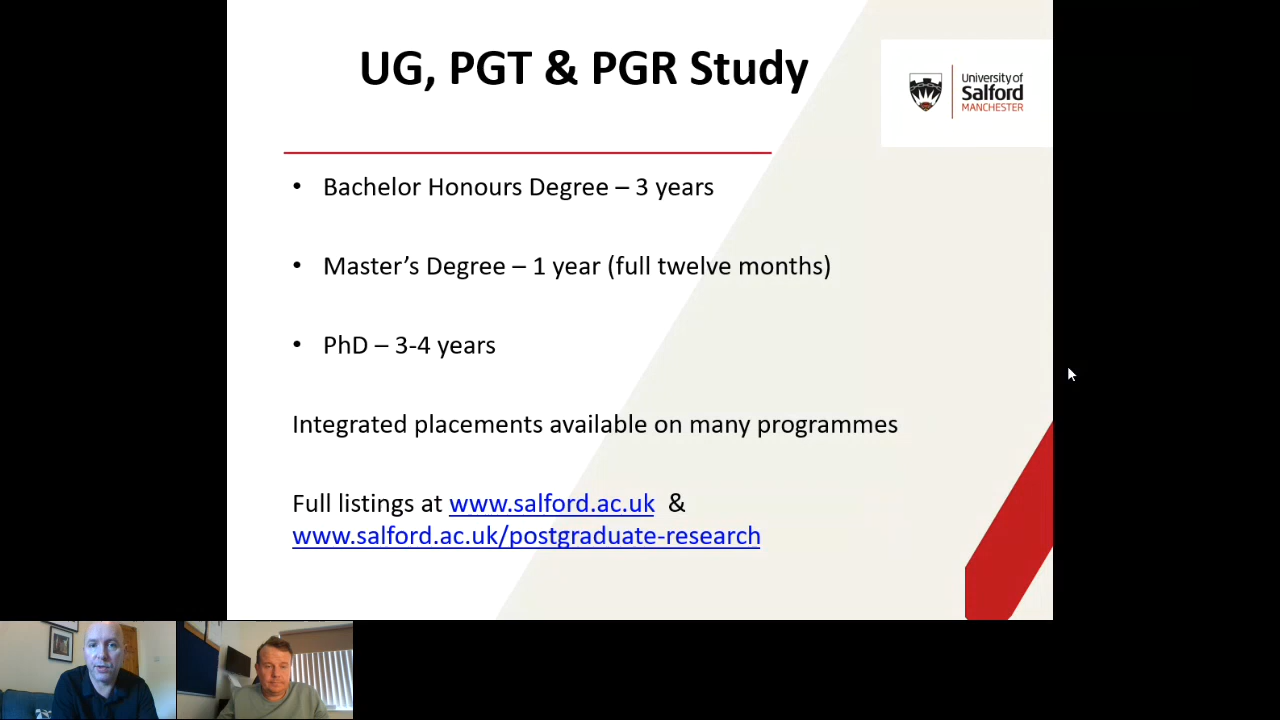 UG, PGT & PGR Study
University of
Salford
MANCHESTER
• Bachelor Honours Degree – 3 years
• Master’s Degree – 1 year (full twelve months)
• PhD – 3-4 years
Integrated placements available on many programmes
Full listings at www.salford.ac.uk &
www.salford.ac.uk/postgraduate-research